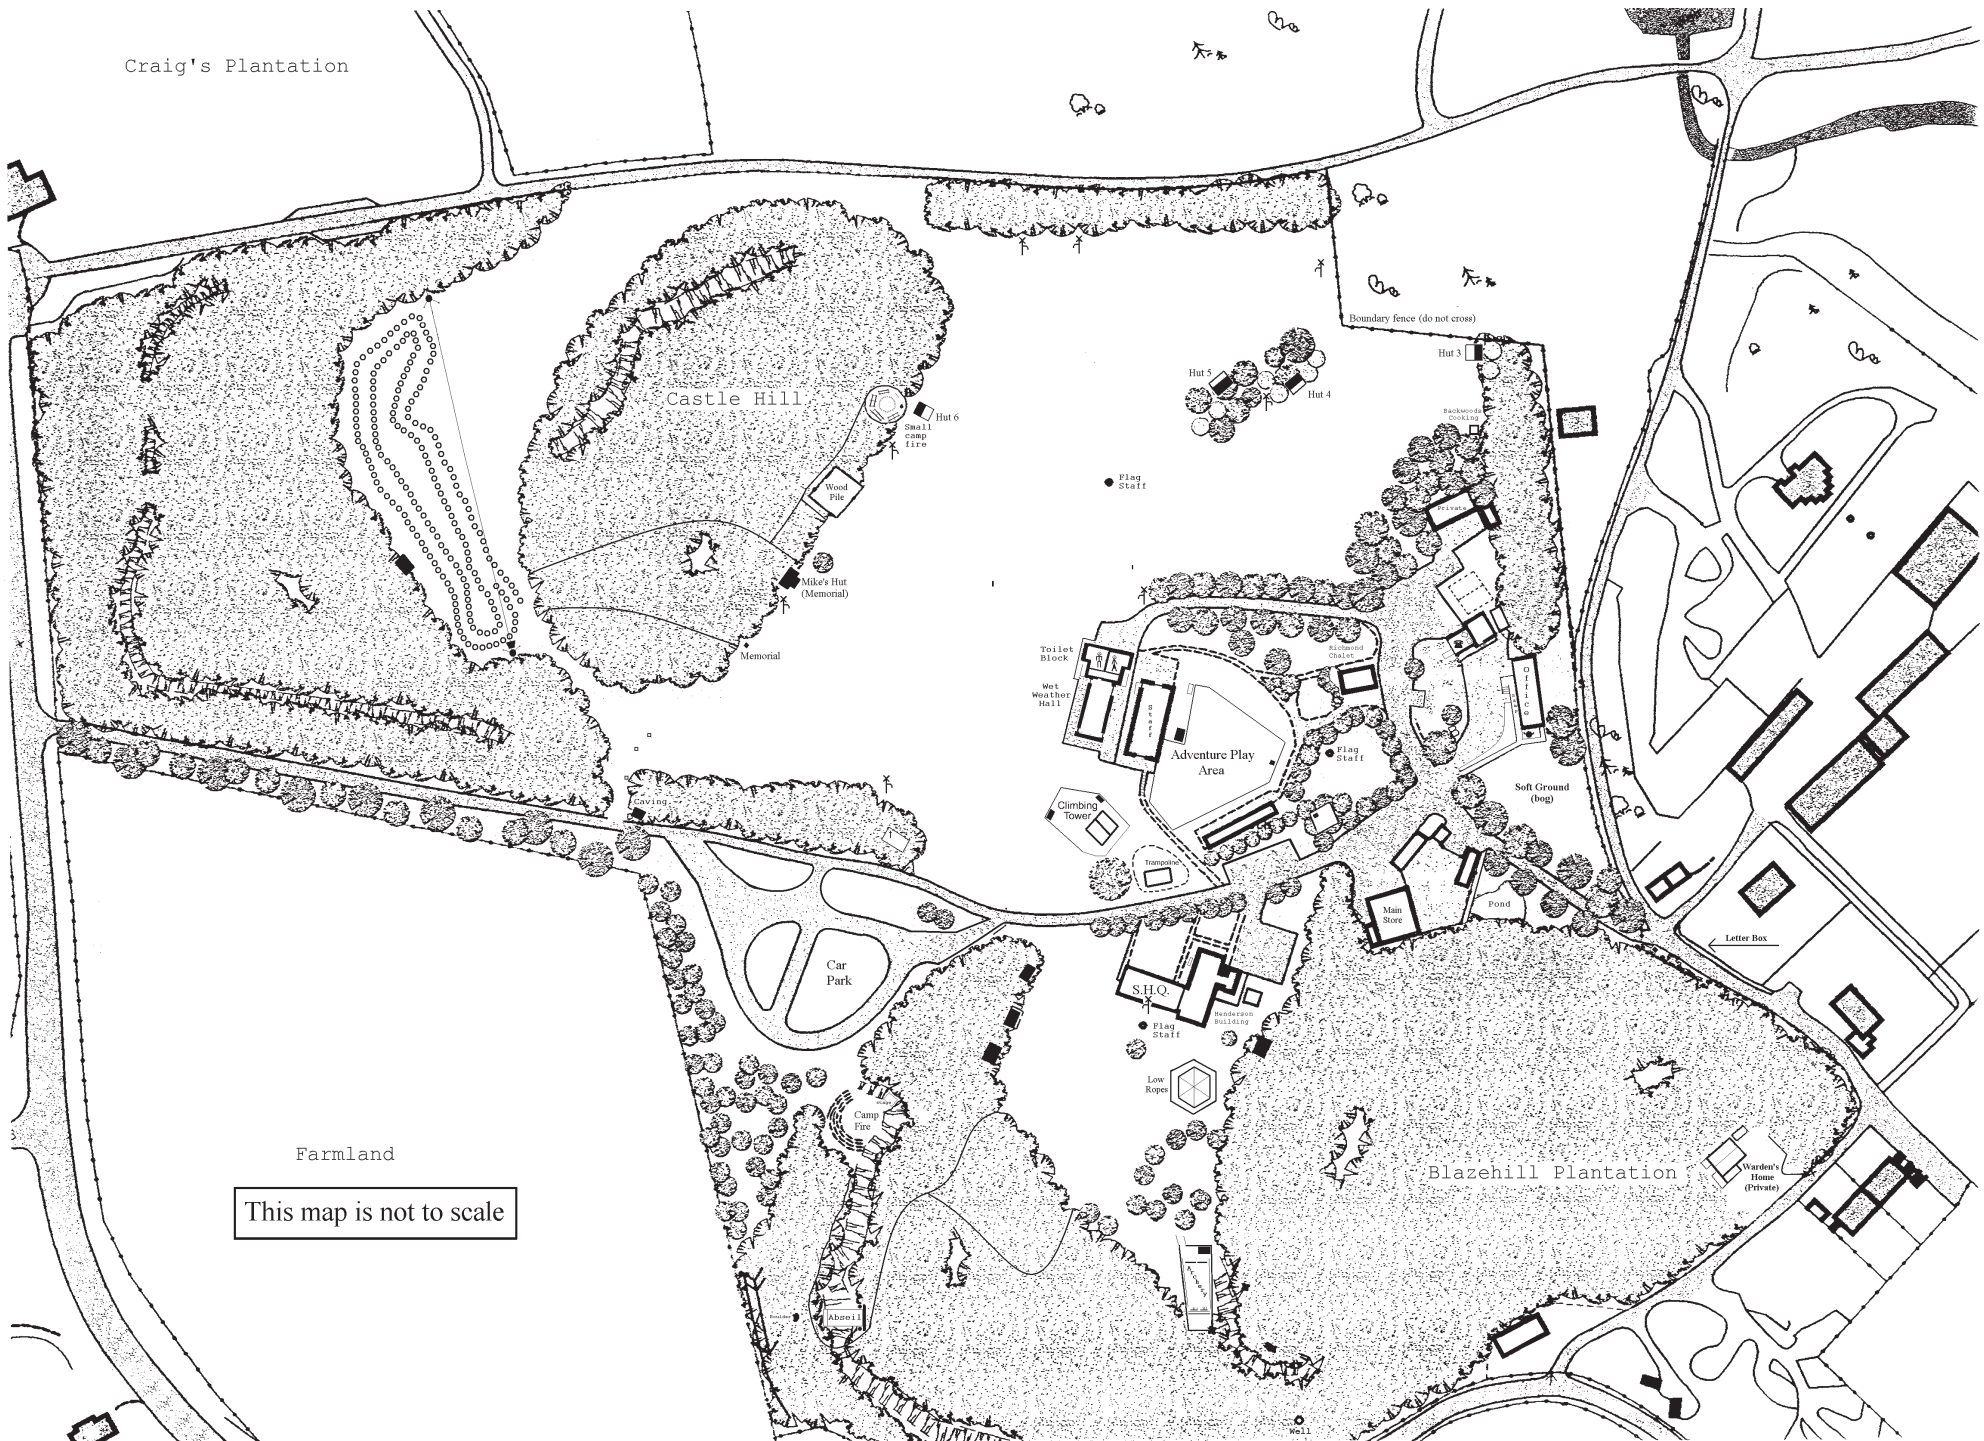 Craig's Plantation
Boundary fence (do not cross)
Hut 3
Hut 5
Hut 4
Castle Hill
Hut 6
Small
camp
fire
Backwoods
Cooking
Flag
Staff
Wood
Pile
Private
Mike's Hut
(Memorial)
Memorial
Toilet
Block
Richmond
Chalet
Wet
Weather
Hall
Staff
Office
Adventure Play
Area
Flag
Staff
Soft Ground
(bog)
Caving
Climbing
Tower
Trampoline
Main
Store
Pond
Letter Box
Car
Park
S.H.Q.
Henderson
Building
Flag
Staff
Low
Ropes
Stage
Camp
Fire
Farmland
This map is not to scale
Blazehill Plantation
Warden's
Home
(Private)
Boulder
Abseil
Well